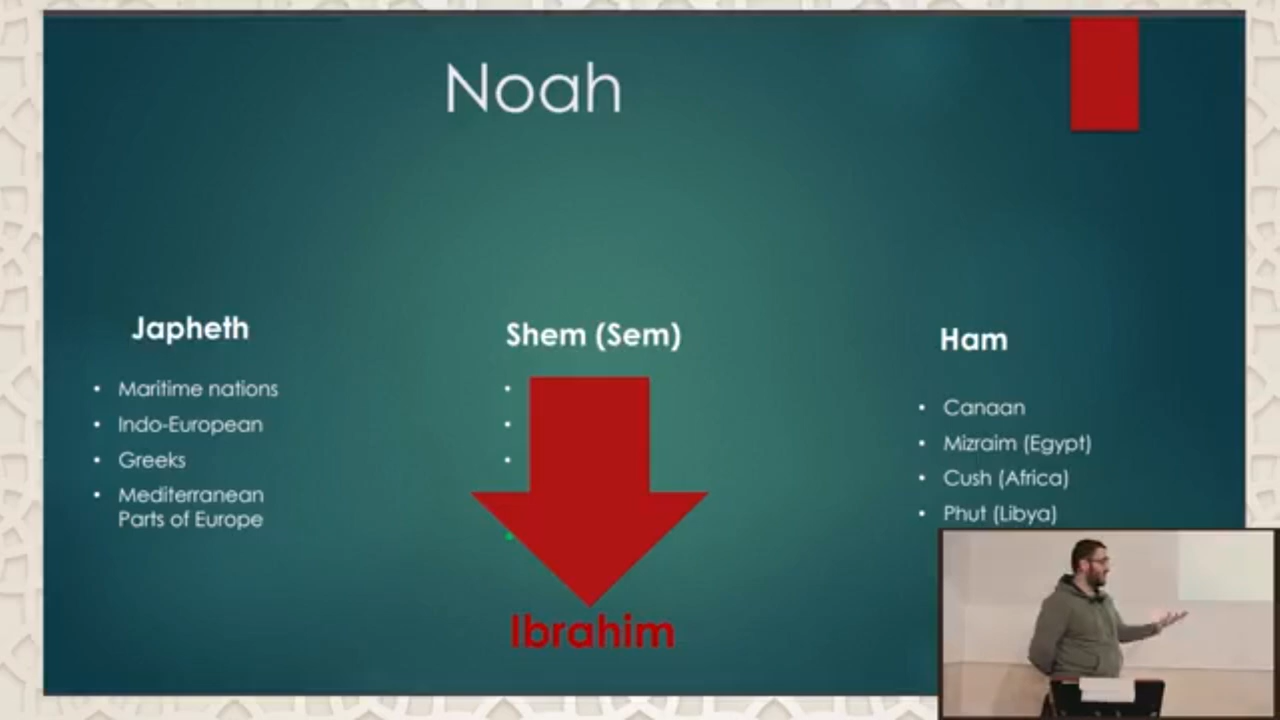 Noah
Japheth
• Maritime nations
• Indo-European
• Greeks
• Mediterranean
Parts of Europe
Shem (Sem)
Ibrahim
Ham
• Canaan
• Mizraim (Egypt)
• Cush (Africa)
• Phut (Libya)